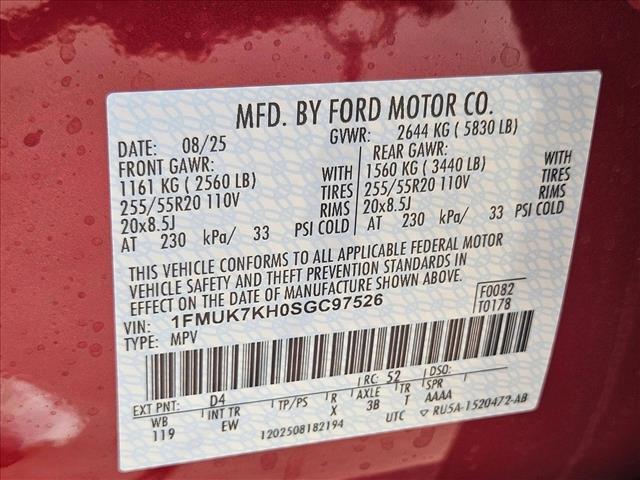 MFD. BY FORD MOTOR CO.
DATE: 08/25 GVWR: 2644 KG ( 5830 LB)
FRONT GAWR: REAR GAWR:
1161 KG ( 2560 LB) WITH 1560 KG ( 3440 LB) WITH
255/55R20 110V TIRES 255/55R20 110V TIRES
20x8.5J RIMS 20x8.5J RIMS
AT 230 kPa/ 33 PSI COLD AT 230 kPa/ 33 PSI COLD
THIS VEHICLE CONFORMS TO ALL APPLICABLE FEDERAL MOTOR
VEHICLE SAFETY AND THEFT PREVENTION STANDARDS IN
EFFECT ON THE DATE OF MANUFACTURE SHOWN ABOVE.
VIN: 1FMUK7KH0SGC97526 F0082
TYPE: MPV T0178
EXT PNT: D4 RC: 52 DSO:
WB INT TR TP/PS R AXLE TR SPR
119 EW X 3B T AAAA
1202508182194 UTC ▽ RU5A-1520472-AB